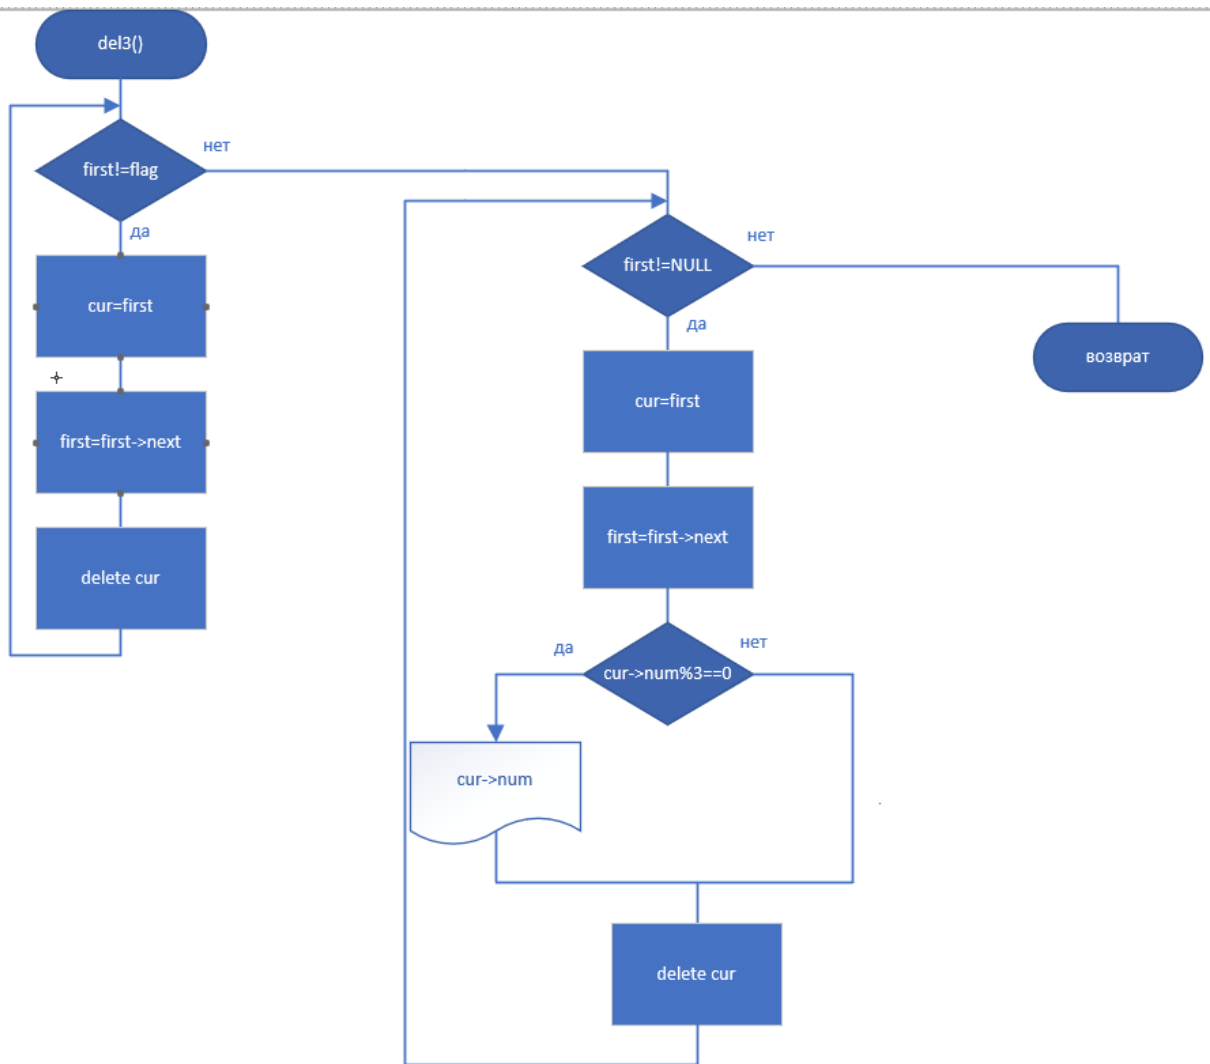 del3()
first!=flag
нет
да
cur=first
first=first->next
delete cur
first!=NULL
нет
возврат
да
cur=first
first=first->next
cur->num%3==0
да
нет
cur->num
delete cur